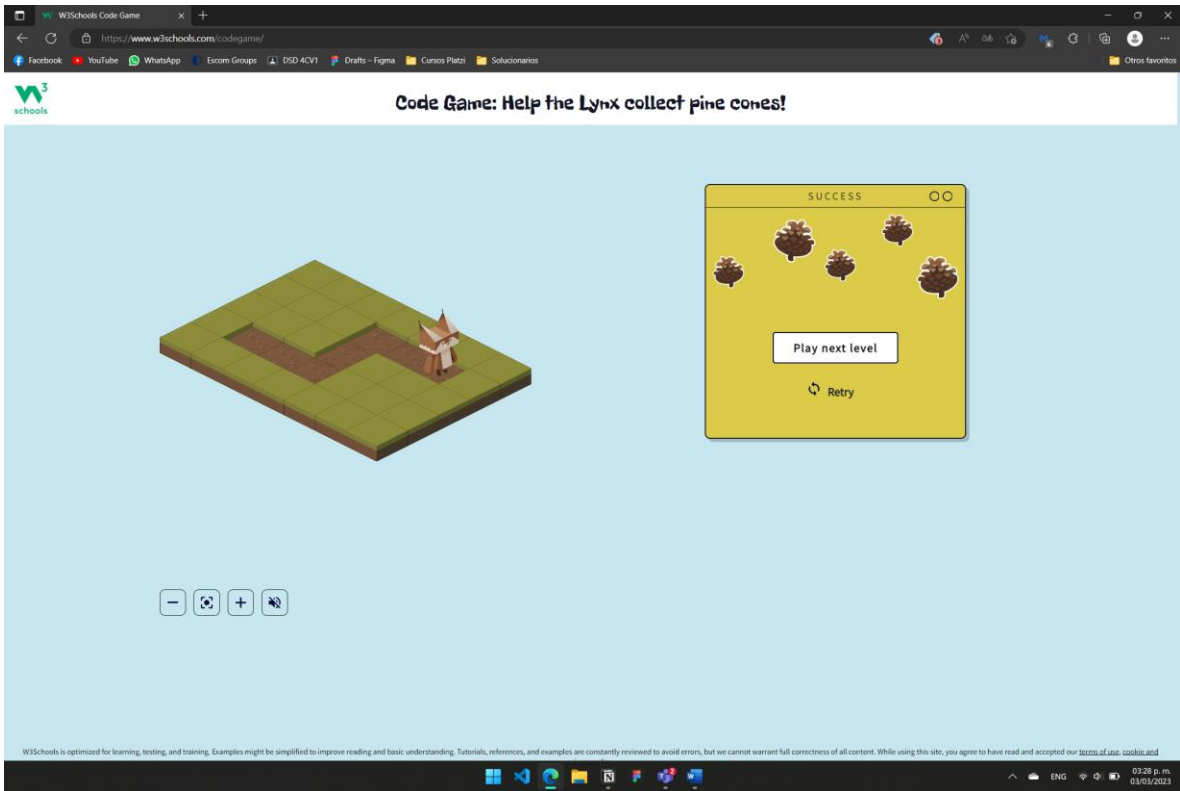 W3Schools Code Game
https://www.w3schools.com/codegame/
Facebook YouTube WhatsApp Escom Groups DSD 4CV1 Drafts – Figma Cursos Platzi Solucionarios Otros favoritos
3
schools
Code Game: Help the Lynx collect pine cones!
SUCCESS
Play next level
Retry
W3Schools is optimized for learning, testing, and training. Examples might be simplified to improve reading and basic understanding. Tutorials, references, and examples are constantly reviewed to avoid errors, but we cannot warrant full correctness of all content. While using this site, you agree to have read and accepted our terms of use, cookie and
ENG 03:28 p. m.
03/03/2023